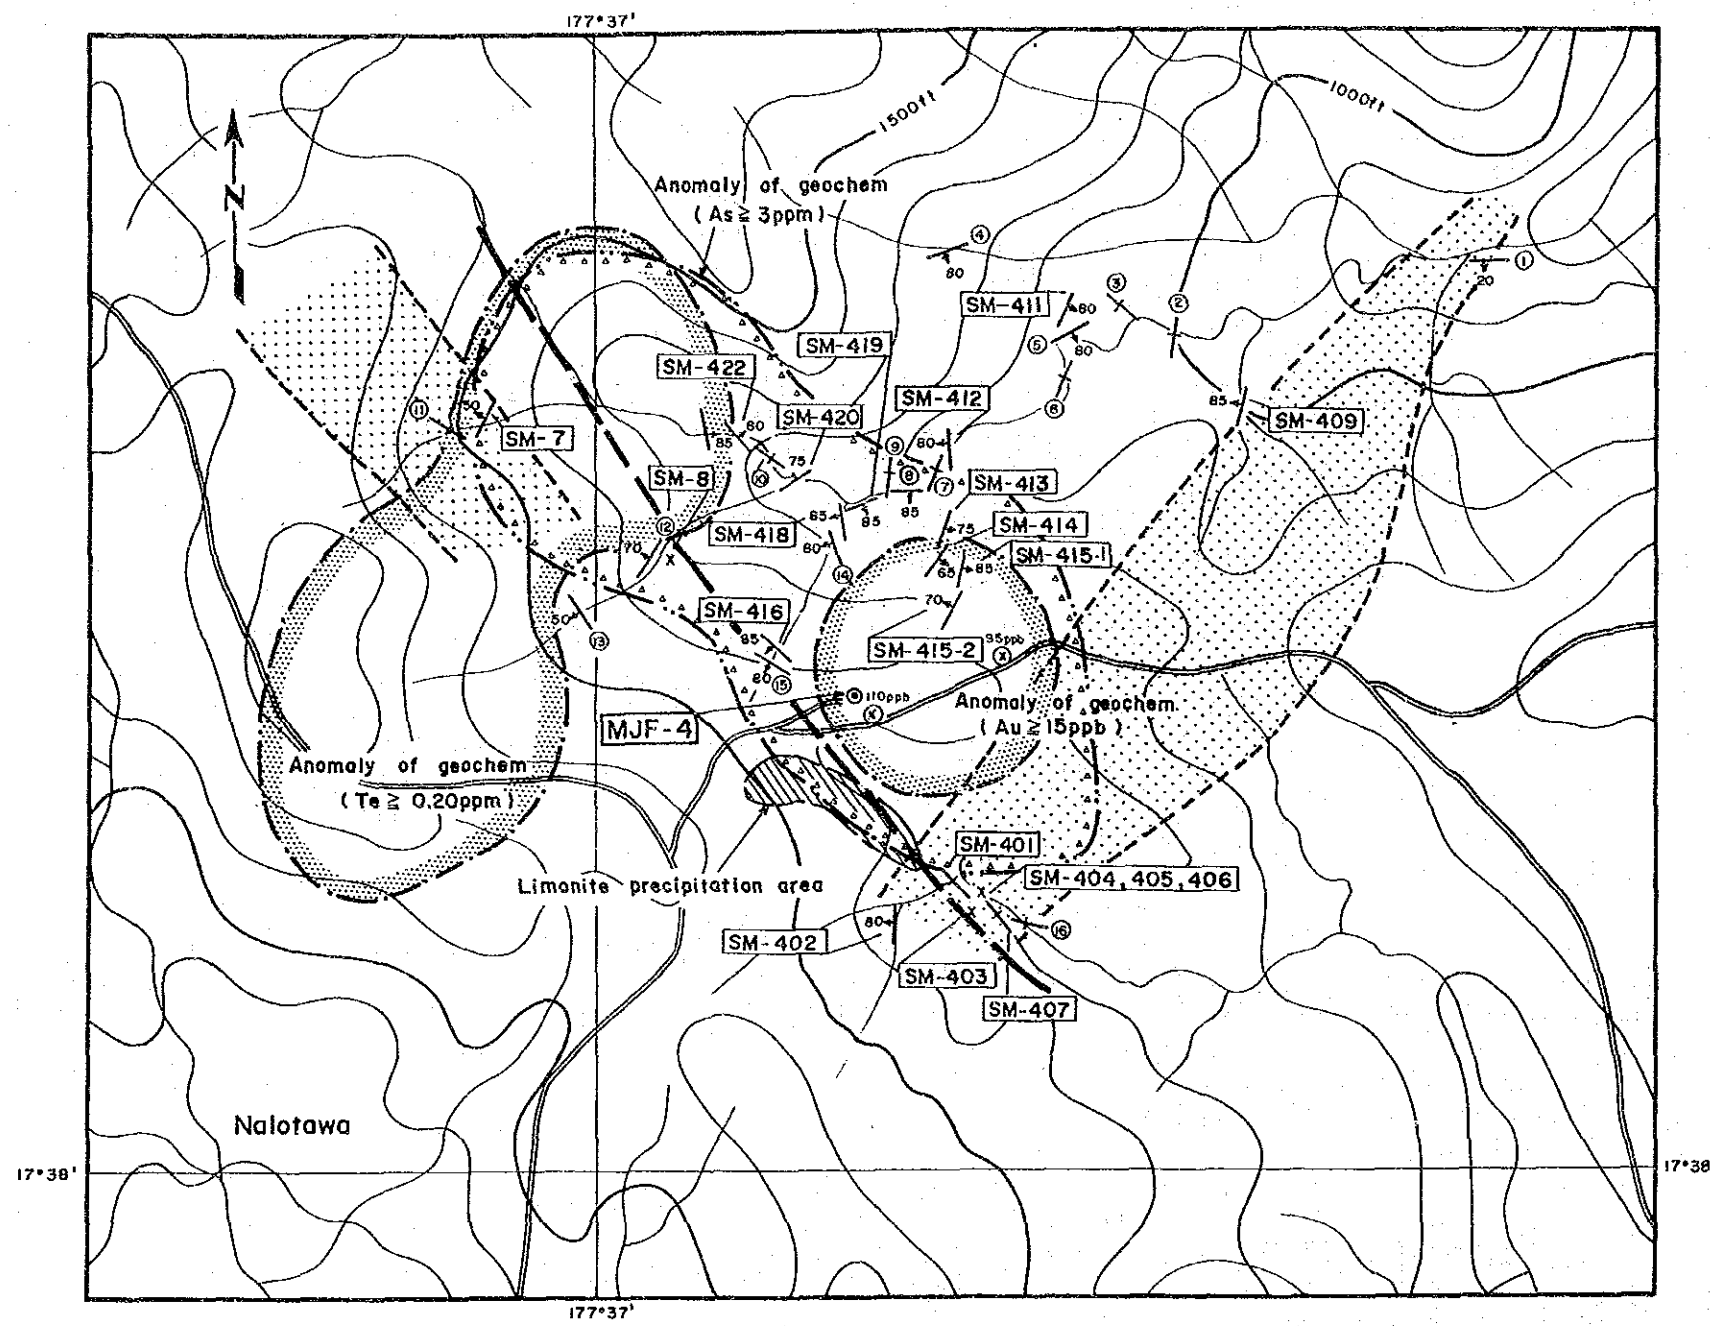 177°37'
1500ft
1000ft
N
Anomaly of geochem
(As ≧ 3ppm)
④
80
①
20
③
②
SM-411
80
⑤
80
⑥
SM-419
SM-422
SM-420
SM-412
85
SM-409
⑪
50
SM-7
80
85
⑩
75
⑨
80
⑧
⑦
SM-8
SM-413
85
85
85
⑫
SM-418
75
SM-414
70
80
SM-415-1
65
85
⑭
50
⑬
SM-416
70
85
SM-415-2
35ppb
80
⑮
110ppb
MJF-4
Anomaly of geochem
(Au ≧ 15ppb)
Anomaly of geochem
(Te ≧ 0.20ppm)
Limonite precipitation area
SM-401
SM-404, 405, 406
80
SM-402
⑯
SM-403
SM-407
Nalotawa
17°38'
17°38
177°37'